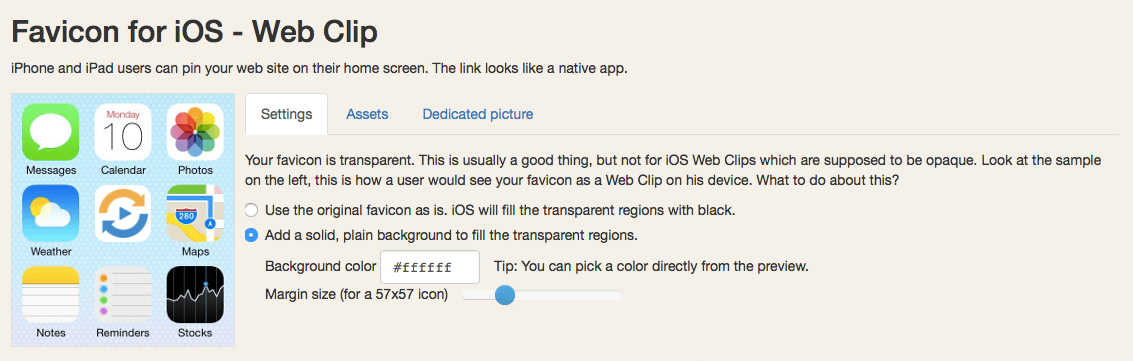 Favicon for iOS - Web Clip
iPhone and iPad users can pin your web site on their home screen. The link looks like a native app.
Monday
10
Messages Calendar Photos
280
Weather Maps
Notes Reminders Stocks
Settings Assets Dedicated picture
Your favicon is transparent. This is usually a good thing, but not for iOS Web Clips which are supposed to be opaque. Look at the sample
on the left, this is how a user would see your favicon as a Web Clip on his device. What to do about this?
Use the original favicon as is. iOS will fill the transparent regions with black.
Add a solid, plain background to fill the transparent regions.
Background color #ffffff Tip: You can pick a color directly from the preview.
Margin size (for a 57x57 icon)